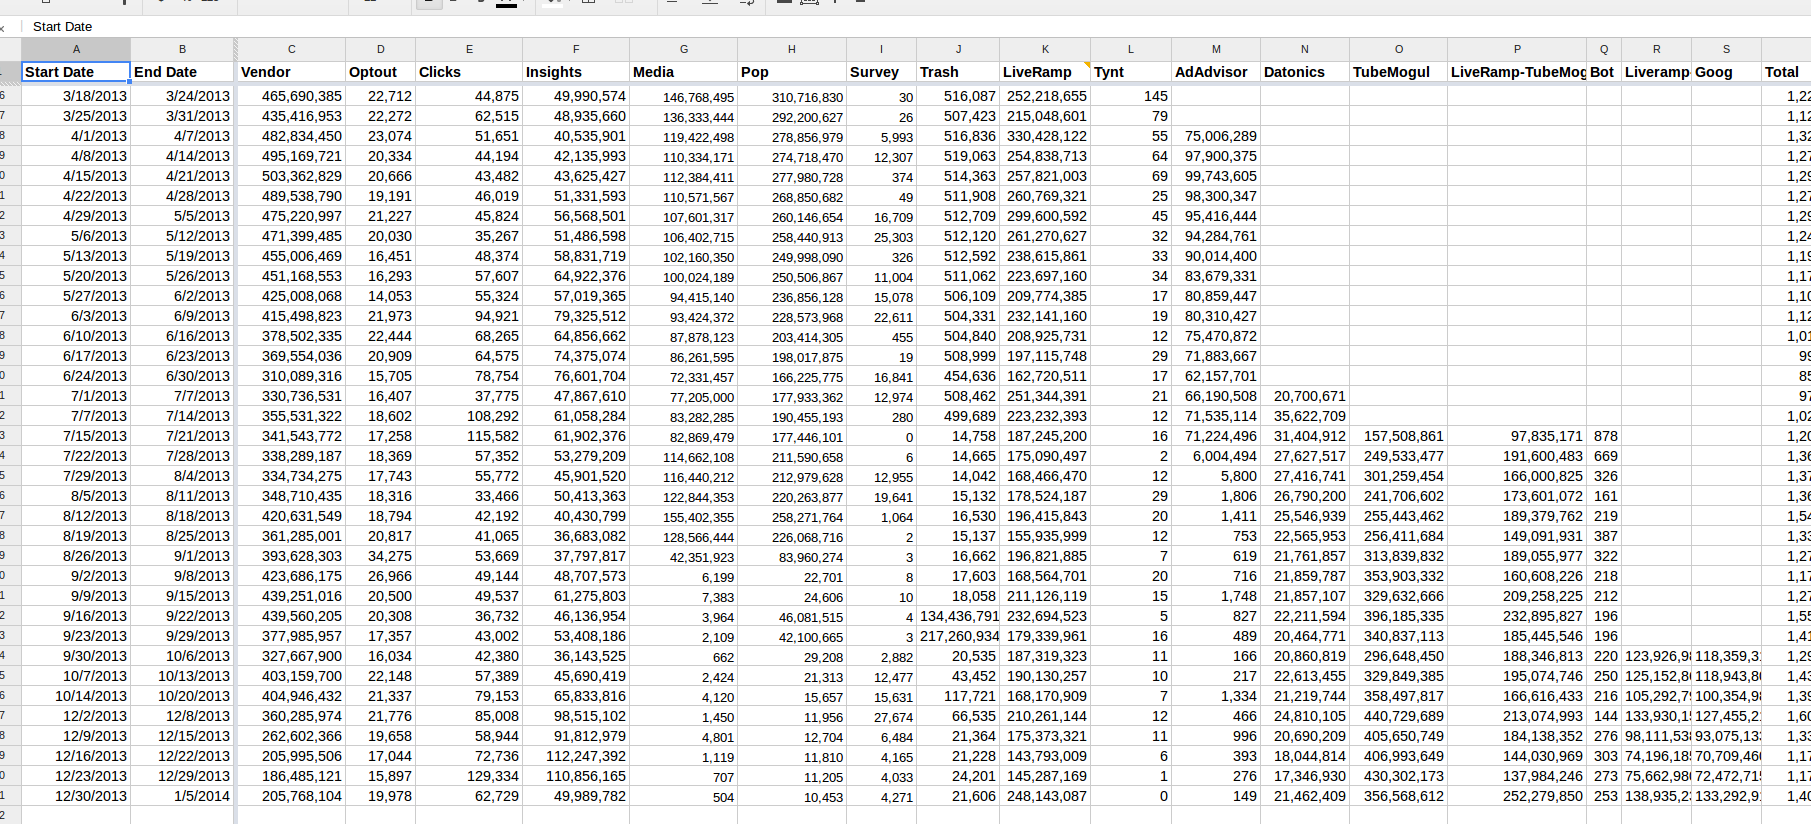 Start Date
A B C D E F G H I J K L M N O P Q R S
Start Date End Date Vendor Optout Clicks Insights Media Pop Survey Trash LiveRamp Tynt AdAdvisor Datonics TubeMogul LiveRamp-TubeMog Bot Liveramp- Goog Total
6 3/18/2013 3/24/2013 465,690,385 22,712 44,875 49,990,574 146,768,495 310,716,830 30 516,087 252,218,655 145 1,22
7 3/25/2013 3/31/2013 435,416,953 22,272 62,515 48,935,660 136,333,444 292,200,627 26 507,423 215,048,601 79 1,12
8 4/1/2013 4/7/2013 482,834,450 23,074 51,651 40,535,901 119,422,498 278,856,979 5,993 516,836 330,428,122 55 75,006,289 1,32
9 4/8/2013 4/14/2013 495,169,721 20,334 44,194 42,135,993 110,334,171 274,718,470 12,307 519,063 254,838,713 64 97,900,375 1,27
0 4/15/2013 4/21/2013 503,362,829 20,666 43,482 43,625,427 112,384,411 277,980,728 374 514,363 257,821,003 69 99,743,605 1,29
1 4/22/2013 4/28/2013 489,538,790 19,191 46,019 51,331,593 110,571,567 268,850,682 49 511,908 260,769,321 25 98,300,347 1,27
2 4/29/2013 5/5/2013 475,220,997 21,227 45,824 56,568,501 107,601,317 260,146,654 16,709 512,709 299,600,592 45 95,416,444 1,29
3 5/6/2013 5/12/2013 471,399,485 20,030 35,267 51,486,598 106,402,715 258,440,913 25,303 512,120 261,270,627 32 94,284,761 1,24
4 5/13/2013 5/19/2013 455,006,469 16,451 48,374 58,831,719 102,160,350 249,998,090 326 512,592 238,615,861 33 90,014,400 1,19
5 5/20/2013 5/26/2013 451,168,553 16,293 57,607 64,922,376 100,024,189 250,506,867 11,004 511,062 223,697,160 34 83,679,331 1,17
6 5/27/2013 6/2/2013 425,008,068 14,053 55,324 57,019,365 94,415,140 236,856,128 15,078 506,109 209,774,385 17 80,859,447 1,10
7 6/3/2013 6/9/2013 415,498,823 21,973 94,921 79,325,512 93,424,372 228,573,968 22,611 504,331 232,141,160 19 80,310,427 1,12
8 6/10/2013 6/16/2013 378,502,335 22,444 68,265 64,856,662 87,878,123 203,414,305 455 504,840 208,925,731 12 75,470,872 1,01
9 6/17/2013 6/23/2013 369,554,036 20,909 64,575 74,375,074 86,261,595 198,017,875 19 508,999 197,115,748 29 71,883,667 99
0 6/24/2013 6/30/2013 310,089,316 15,705 78,754 76,601,704 72,331,457 166,225,775 16,841 454,636 162,720,511 17 62,157,701 85
1 7/1/2013 7/7/2013 330,736,531 16,407 37,775 47,867,610 77,205,000 177,933,362 12,974 508,462 251,344,391 21 66,190,508 20,700,671 97
2 7/7/2013 7/14/2013 355,531,322 18,602 108,292 61,058,284 83,282,285 190,455,193 280 499,689 223,232,393 12 71,535,114 35,622,709 1,02
3 7/15/2013 7/21/2013 341,543,772 17,258 115,582 61,902,376 82,869,479 177,446,101 0 14,758 187,245,200 16 71,224,496 31,404,912 157,508,861 97,835,171 878 1,20
4 7/22/2013 7/28/2013 338,289,187 18,369 57,352 53,279,209 114,662,108 211,590,658 6 14,665 175,090,497 2 6,004,494 27,627,517 249,533,477 191,600,483 669 1,36
5 7/29/2013 8/4/2013 334,734,275 17,743 55,772 45,901,520 116,440,212 212,979,628 12,955 14,042 168,466,470 12 5,800 27,416,741 301,259,454 166,000,825 326 1,37
6 8/5/2013 8/11/2013 348,710,435 18,316 33,466 50,413,363 122,844,353 220,263,877 19,641 15,132 178,524,187 29 1,806 26,790,200 241,706,602 173,601,072 161 1,36
7 8/12/2013 8/18/2013 420,631,549 18,794 42,192 40,430,799 155,402,355 258,271,764 1,064 16,530 196,415,843 20 1,411 25,546,939 255,443,462 189,379,762 219 1,54
8 8/19/2013 8/25/2013 361,285,001 20,817 41,065 36,683,082 128,566,444 226,068,716 2 15,137 155,935,999 12 753 22,565,953 256,411,684 149,091,931 387 1,33
9 8/26/2013 9/1/2013 393,628,303 34,275 53,669 37,797,817 42,351,923 83,960,274 3 16,662 196,821,885 7 619 21,761,857 313,839,832 189,055,977 322 1,27
0 9/2/2013 9/8/2013 423,686,175 26,966 49,144 48,707,573 6,199 22,701 8 17,603 168,564,701 20 716 21,859,787 353,903,332 160,608,226 218 1,17
1 9/9/2013 9/15/2013 439,251,016 20,500 49,537 61,275,803 7,383 24,606 10 18,058 211,126,119 15 1,748 21,857,107 329,632,666 209,258,225 212 1,27
2 9/16/2013 9/22/2013 439,560,205 20,308 36,732 46,136,954 3,964 46,081,515 4 134,436,791 232,694,523 5 827 22,211,594 396,185,335 232,895,827 196 1,55
3 9/23/2013 9/29/2013 377,985,957 17,357 43,002 53,408,186 2,109 42,100,665 3 217,260,934 179,339,961 16 489 20,464,771 340,837,113 185,445,546 196 1,41
4 9/30/2013 10/6/2013 327,667,900 16,034 42,380 36,143,525 662 29,208 2,882 20,535 187,319,323 11 166 20,860,819 296,648,450 188,346,813 220 123,926,9 118,359,3 1,29
5 10/7/2013 10/13/2013 403,159,700 22,148 57,389 45,690,419 2,424 21,313 12,477 43,452 190,130,257 10 217 22,613,455 329,849,385 195,074,746 250 125,152,8 118,943,8 1,43
6 10/14/2013 10/20/2013 404,946,432 21,337 79,153 65,833,816 4,120 15,657 15,631 117,721 168,170,909 7 1,334 21,219,744 358,497,817 166,616,433 216 105,292,7 100,354,9 1,39
7 12/2/2013 12/8/2013 360,285,974 21,776 85,008 98,515,102 1,450 11,956 27,674 66,535 210,261,144 12 466 24,810,105 440,729,689 213,074,993 144 133,930,1 127,455,2 1,60
8 12/9/2013 12/15/2013 262,602,366 19,658 58,944 91,812,979 4,801 12,704 6,484 21,364 175,373,321 11 996 20,690,209 405,650,749 184,138,352 276 98,111,53 93,075,13 1,33
9 12/16/2013 12/22/2013 205,995,506 17,044 72,736 112,247,392 1,119 11,810 4,165 21,228 143,793,009 6 393 18,044,814 406,993,649 144,030,969 303 74,196,18 70,709,46 1,17
0 12/23/2013 12/29/2013 186,485,121 15,897 129,334 110,856,165 707 11,205 4,033 24,201 145,287,169 1 276 17,346,930 430,302,173 137,984,246 273 75,662,98 72,472,71 1,17
1 12/30/2013 1/5/2014 205,768,104 19,978 62,729 49,989,782 504 10,453 4,271 21,606 248,143,087 0 149 21,462,409 356,568,612 252,279,850 253 138,935,2 133,292,9 1,40
2